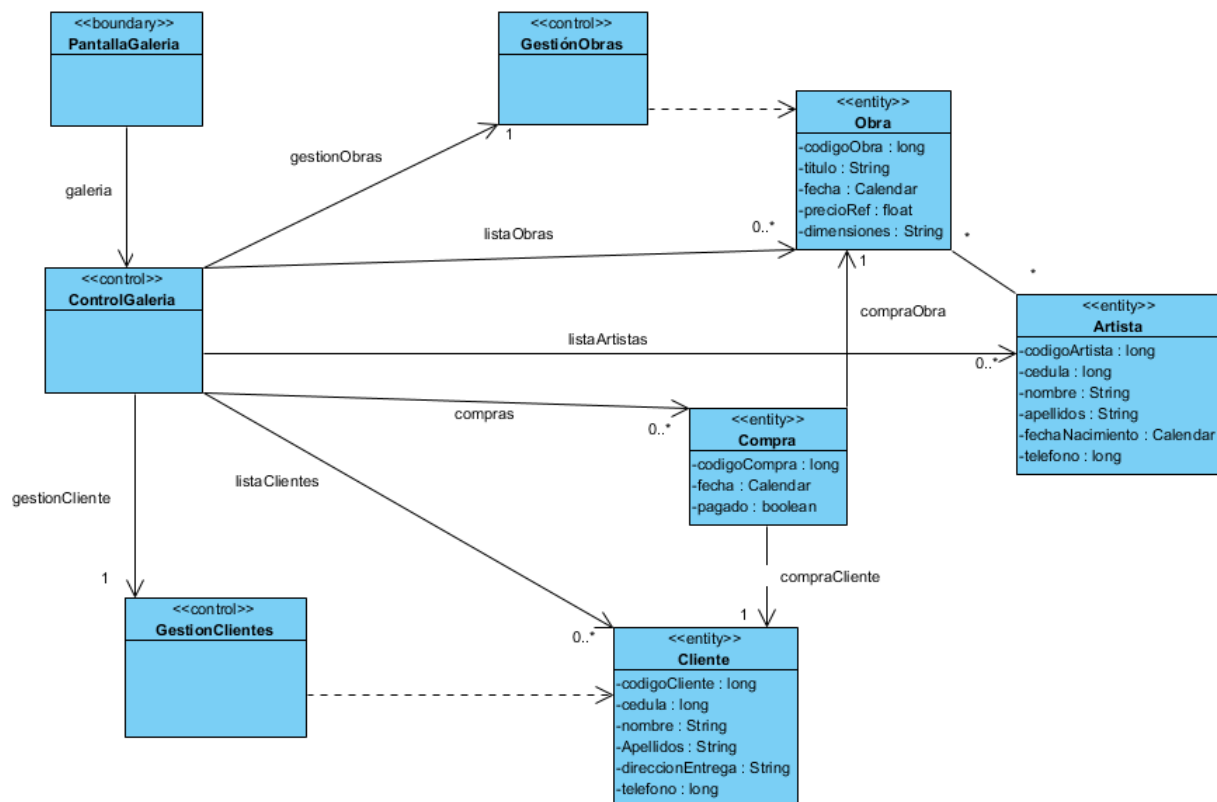 <<boundary>>
PantallaGaleria
<<control>>
GestiónObras
<<entity>>
Obra
-codigoObra : long
-titulo : String
-fecha : Calendar
-precioRef : float
-dimensiones : String
1
gestionObras
galeria
listaObras
0..*
*
*
1
<<control>>
ControlGaleria
compraObra
<<entity>>
Artista
-codigoArtista : long
-cedula : long
-nombre : String
-apellidos : String
-fechaNacimiento : Calendar
-telefono : long
listaArtistas
0..*
compras
0..*
<<entity>>
Compra
-codigoCompra : long
-fecha : Calendar
-pagado : boolean
listaClientes
gestionCliente
1
compraCliente
1
<<control>>
GestionClientes
0..*
<<entity>>
Cliente
-codigoCliente : long
-cedula : long
-nombre : String
-Apellidos : String
-direccionEntrega : String
-telefono : long